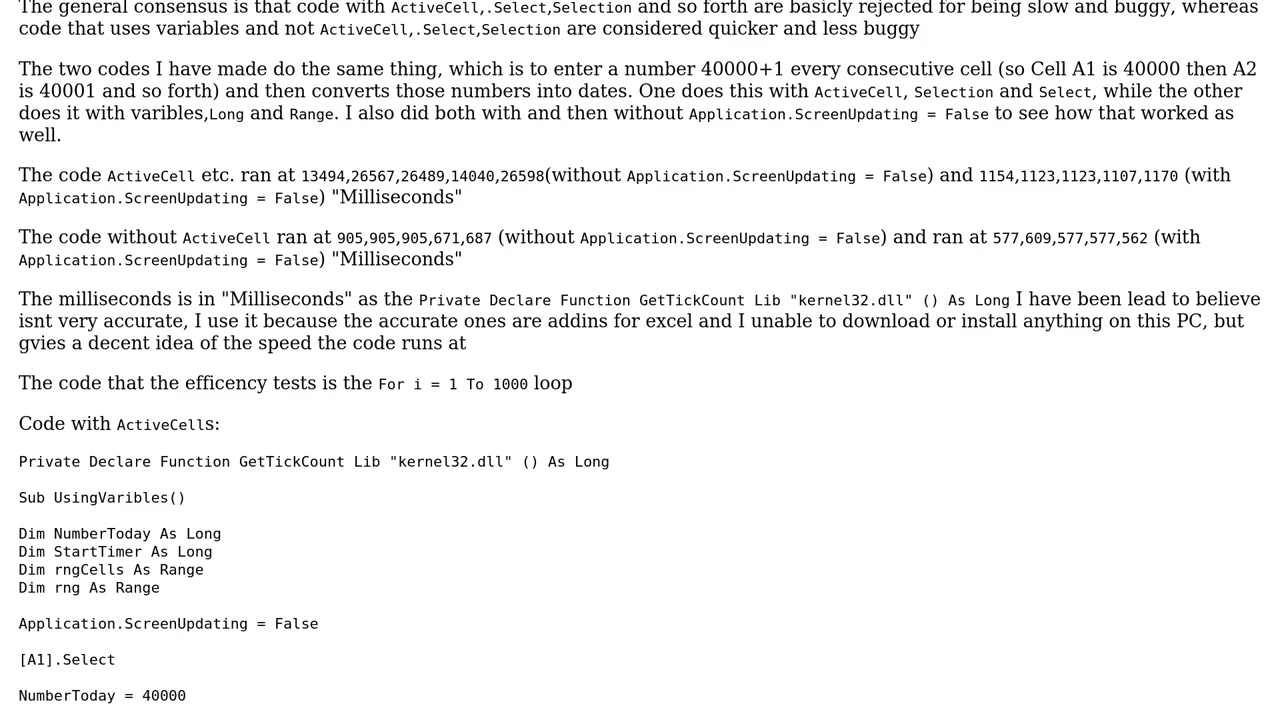 The general consensus is that code with ActiveCell,.Select,Selection and so forth are basicly rejected for being slow and buggy, whereas
code that uses variables and not ActiveCell,.Select,Selection are considered quicker and less buggy
The two codes I have made do the same thing, which is to enter a number 40000+1 every consecutive cell (so Cell A1 is 40000 then A2
is 40001 and so forth) and then converts those numbers into dates. One does this with ActiveCell, Selection and Select, while the other
does it with varibles,Long and Range. I also did both with and then without Application.ScreenUpdating = False to see how that worked as
well.
The code ActiveCell etc. ran at 13494,26567,26489,14040,26598(without Application.ScreenUpdating = False) and 1154,1123,1123,1107,1170 (with
Application.ScreenUpdating = False) "Milliseconds"
The code without ActiveCell ran at 905,905,905,671,687 (without Application.ScreenUpdating = False) and ran at 577,609,577,577,562 (with
Application.ScreenUpdating = False) "Milliseconds"
The milliseconds is in "Milliseconds" as the Private Declare Function GetTickCount Lib "kernel32.dll" () As Long I have been lead to believe
isnt very accurate, I use it because the accurate ones are addins for excel and I unable to download or install anything on this PC, but
gvies a decent idea of the speed the code runs at
The code that the efficency tests is the For i = 1 To 1000 loop
Code with ActiveCells:
Private Declare Function GetTickCount Lib "kernel32.dll" () As Long
Sub UsingVaribles()
Dim NumberToday As Long
Dim StartTimer As Long
Dim rngCells As Range
Dim rng As Range
Application.ScreenUpdating = False
[A1].Select
NumberToday = 40000